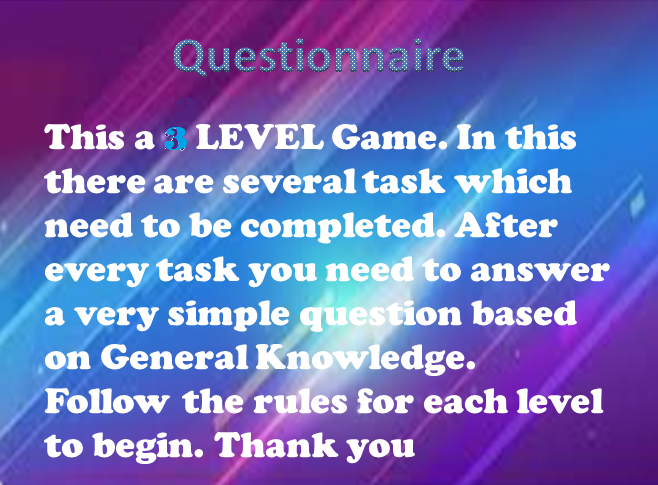 Questionnaire
This a 3 LEVEL Game. In this
there are several task which
need to be completed. After
every task you need to answer
a very simple question based
on General Knowledge.
Follow the rules for each level
to begin. Thank you